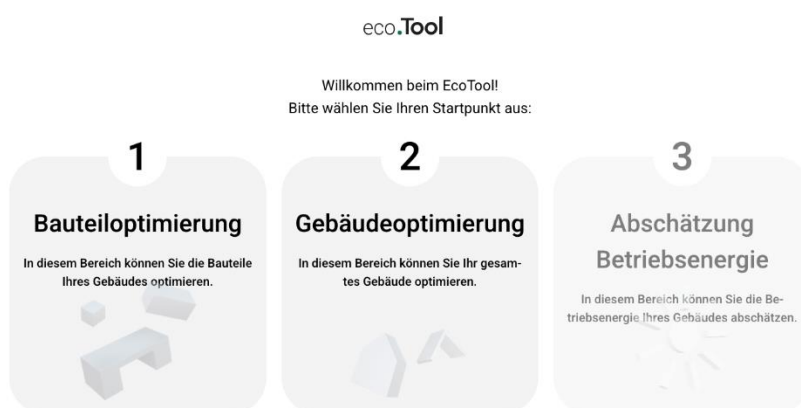 eco.Tool
Willkommen beim EcoTool!
Bitte wählen Sie Ihren Startpunkt aus:
1
Bauteiloptimierung
In diesem Bereich können Sie die Bauteile
Ihres Gebäudes optimieren.
2
Gebäudeoptimierung
In diesem Bereich können Sie Ihr gesam-
tes Gebäude optimieren.
3
Abschätzung
Betriebsenergie
In diesem Bereich können Sie die Be-
triebsenergie Ihres Gebäudes abschätzen.